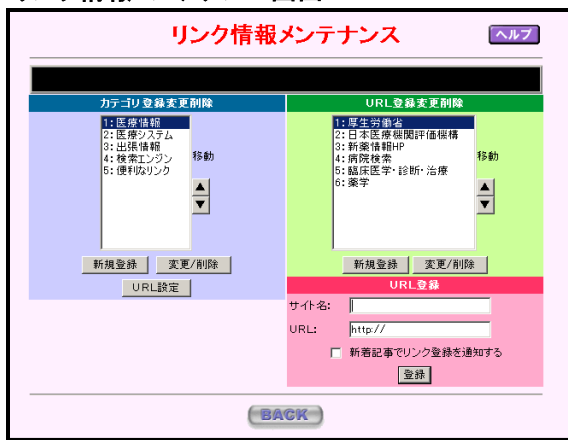 リンク情報メンテナンス
ヘルプ
カテゴリ登録変更削除
1:医療情報
2:医療システム
3:出張情報
4:検索エンジン
5:便利なリンク
移動
▲
▼
新規登録 変更/削除
URL設定
URL登録変更削除
1:厚生労働省
2:日本医療機関評価機構
3:新薬情報HP
4:病院検索
5:臨床医学・診断・治療
6:薬学
移動
▲
▼
新規登録 変更/削除
URL登録
サイト名:
URL: http://
新着記事でリンク登録を通知する
登録
BACK